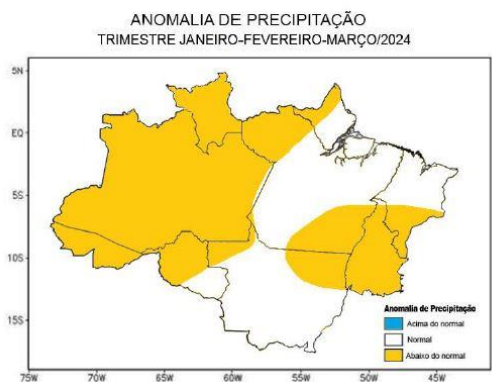 ANOMALIA DE PRECIPITAÇÃO
TRIMESTRE JANEIRO-FEVEREIRO-MARÇO/2024
5N
EQ
5S
10S
15S
75W 70W 65W 60W 55W 50W 45W
Anomalia de Precipitação
Acima do normal
Normal
Abaixo do normal